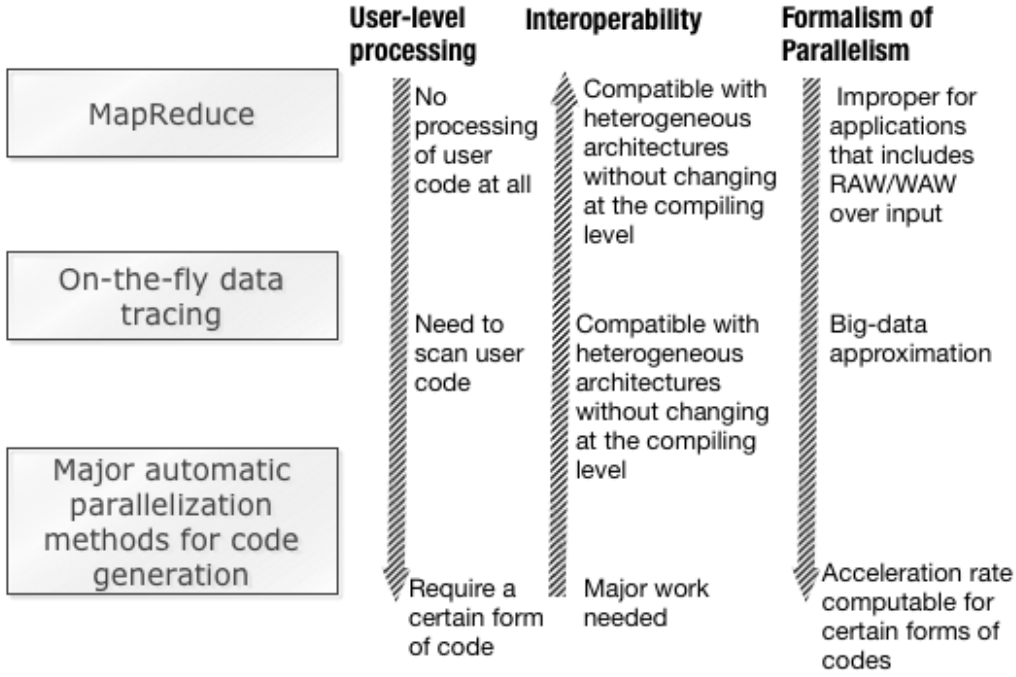 User-level
processing
Interoperability
Formalism of
Parallelism
MapReduce
No
processing
of user
code at all
Compatible with
heterogeneous
architectures
without changing
at the compiling
level
Improper for
applications
that includes
RAW/WAW
over input
On-the-fly data
tracing
Need to
scan user
code
Compatible with
heterogeneous
architectures
without changing
at the compiling
level
Big-data
approximation
Major automatic
parallelization
methods for code
generation
Require a
certain form
of code
Major work
needed
Acceleration rate
computable for
certain forms of
codes